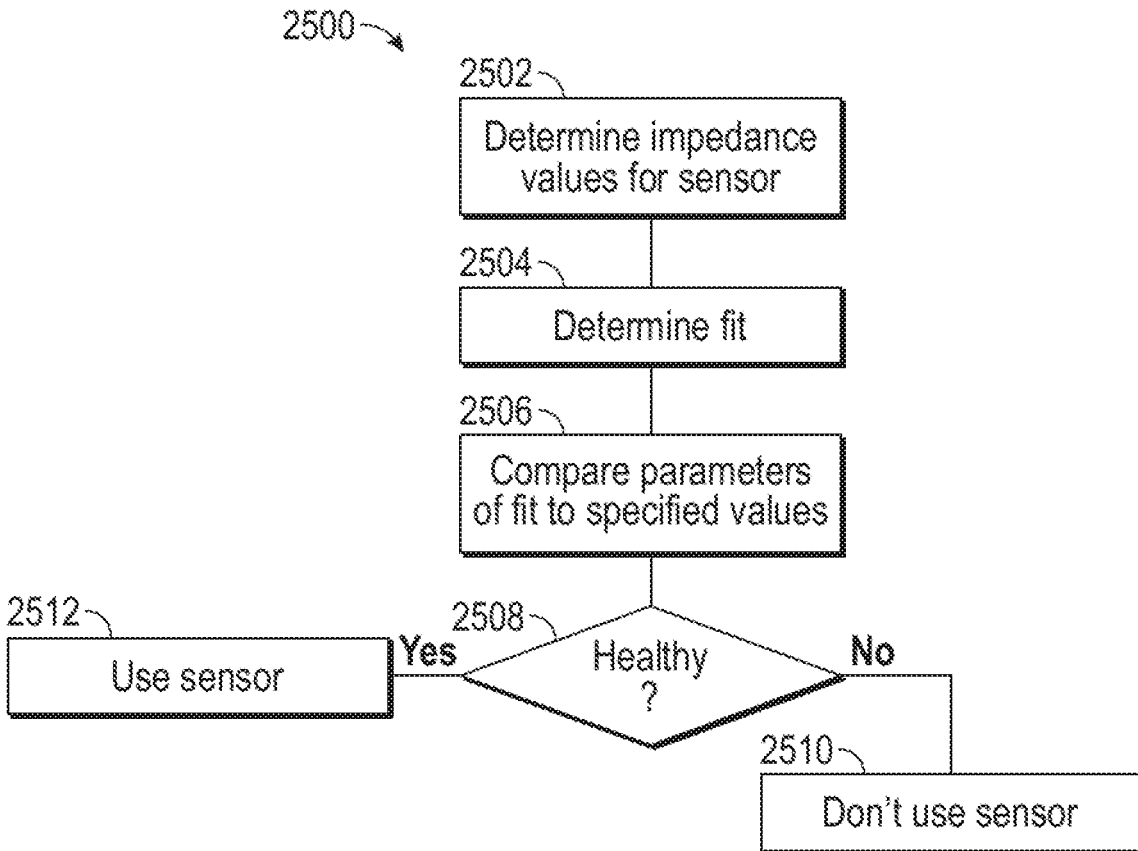 2500
2502
Determine impedance
values for sensor
2504
Determine fit
2506
Compare parameters
of fit to specified values
2508
Healthy
?
Yes
No
2512
Use sensor
2510
Don't use sensor